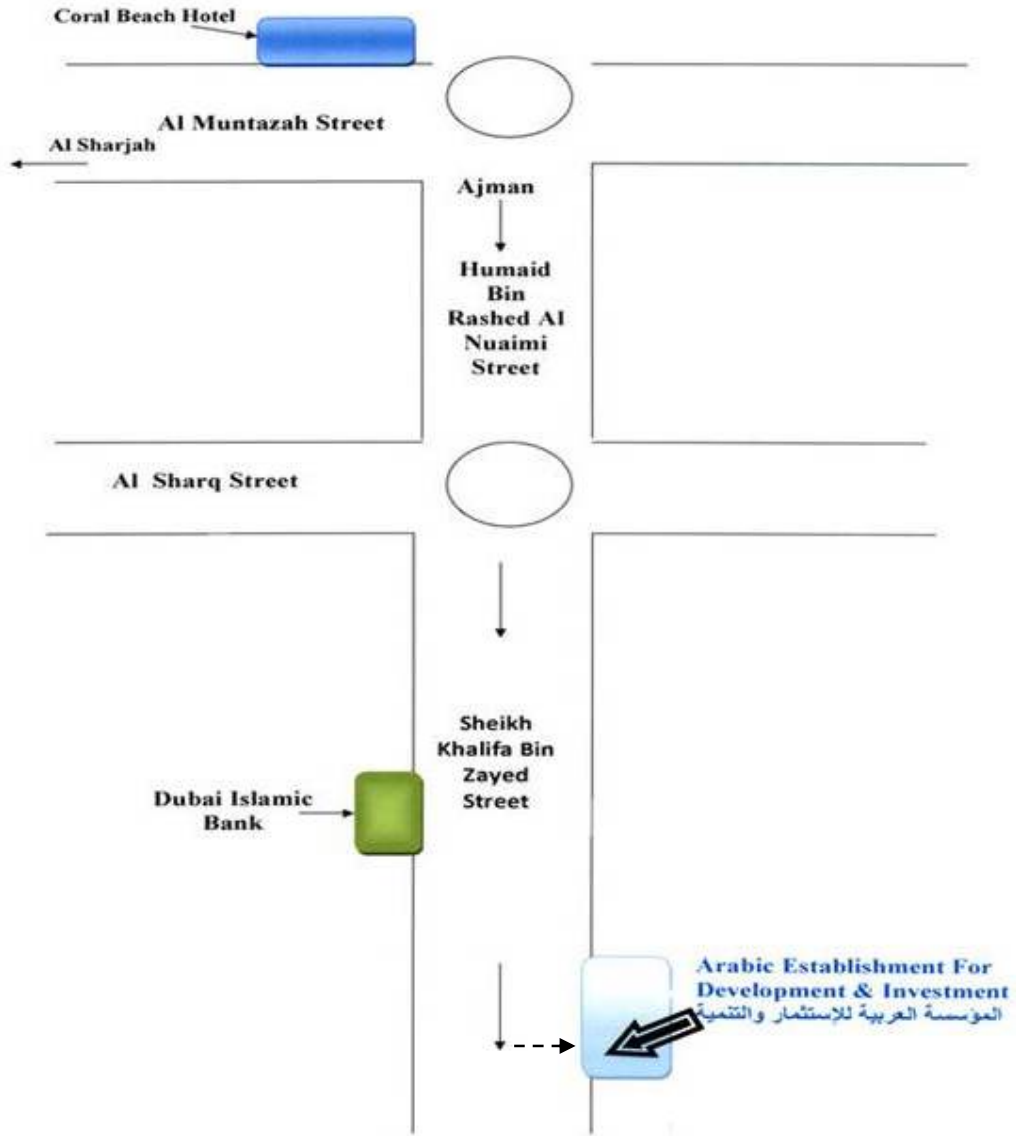 Coral Beach Hotel
Al Muntazah Street
Al Sharjah
Ajman
Humaid
Bin
Rashed Al
Nuaimi
Street
Al Sharq Street
Sheikh
Khalifa Bin
Zayed
Street
Dubai Islamic
Bank
Arabic Establishment For
Development & Investment
المؤسسة العربية للإستثمار والتنمية